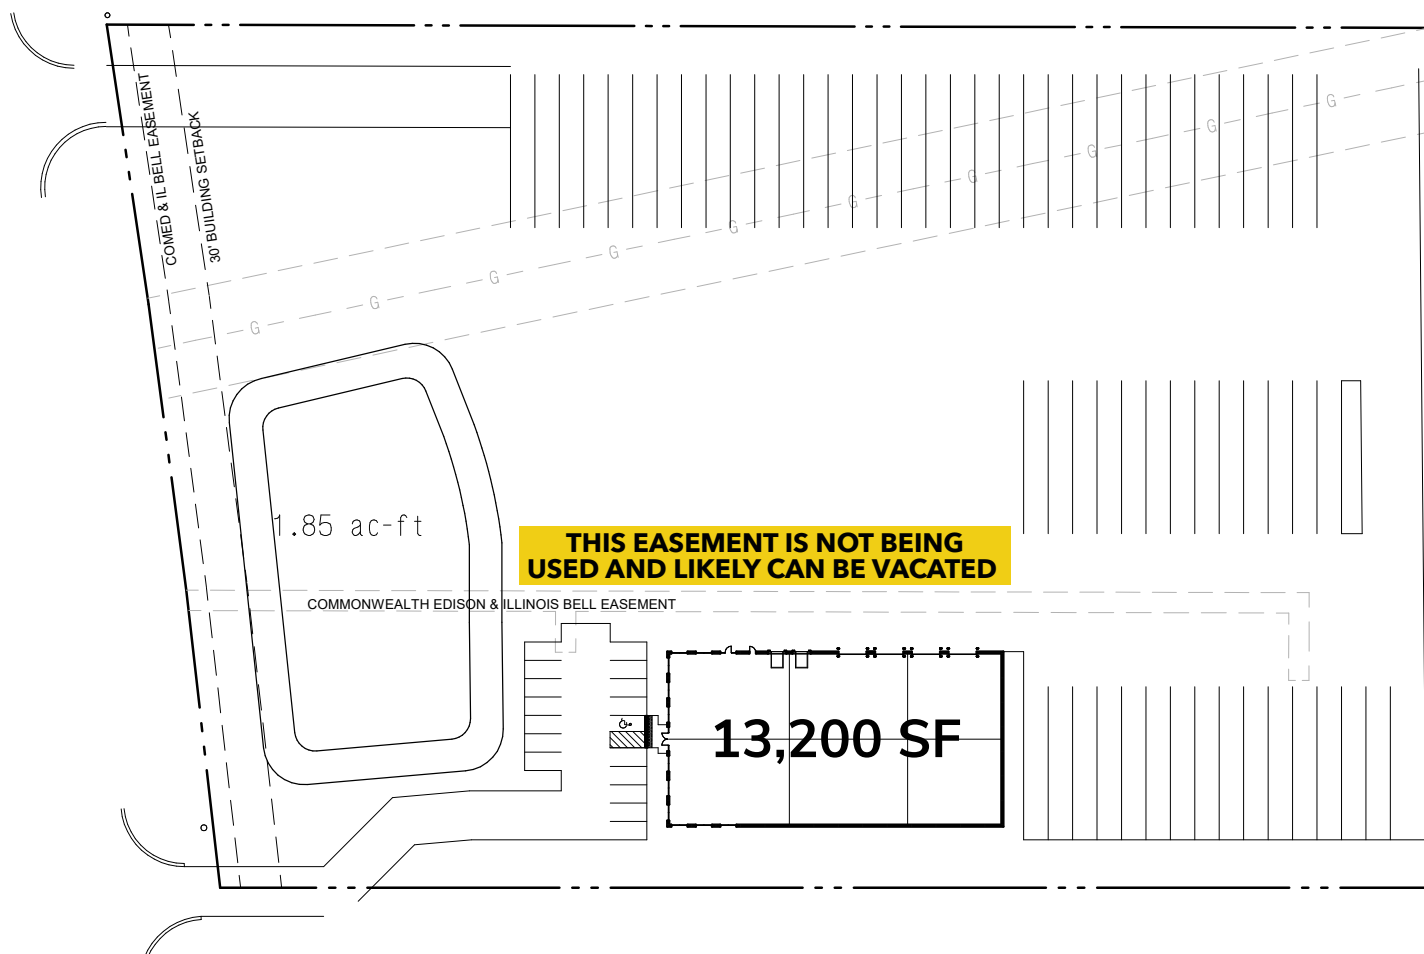 COMED & IL BELL EASEMENT
30' BUILDING SETBACK
G
G
G
G
G
G
G
G
G
G
1.85 ac-ft
THIS EASEMENT IS NOT BEING
USED AND LIKELY CAN BE VACATED
COMMONWEALTH EDISON & ILLINOIS BELL EASEMENT
13,200 SF